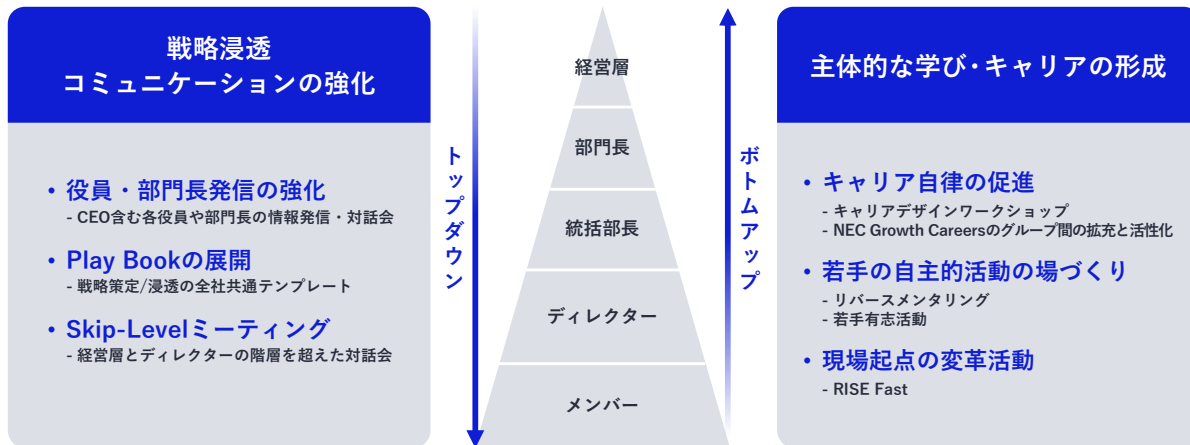 戦略浸透
コミュニケーションの強化
・役員・部門長発信の強化
- CEO含む各役員や部門長の情報発信・対話会
・Play Bookの展開
- 戦略策定/浸透の全社共通テンプレート
・Skip-Levelミーティング
- 経営層とディレクターの階層を超えた対話会
トップダウン
経営層
部門長
統括部長
ディレクター
メンバー
ボトムアップ
主体的な学び・キャリアの形成
・キャリア自律の促進
- キャリアデザインワークショップ
- NEC Growth Careersのグループ間の拡充と活性化
・若手の自主的活動の場づくり
- リバースメンタリング
- 若手有志活動
・現場起点の変革活動
- RISE Fast